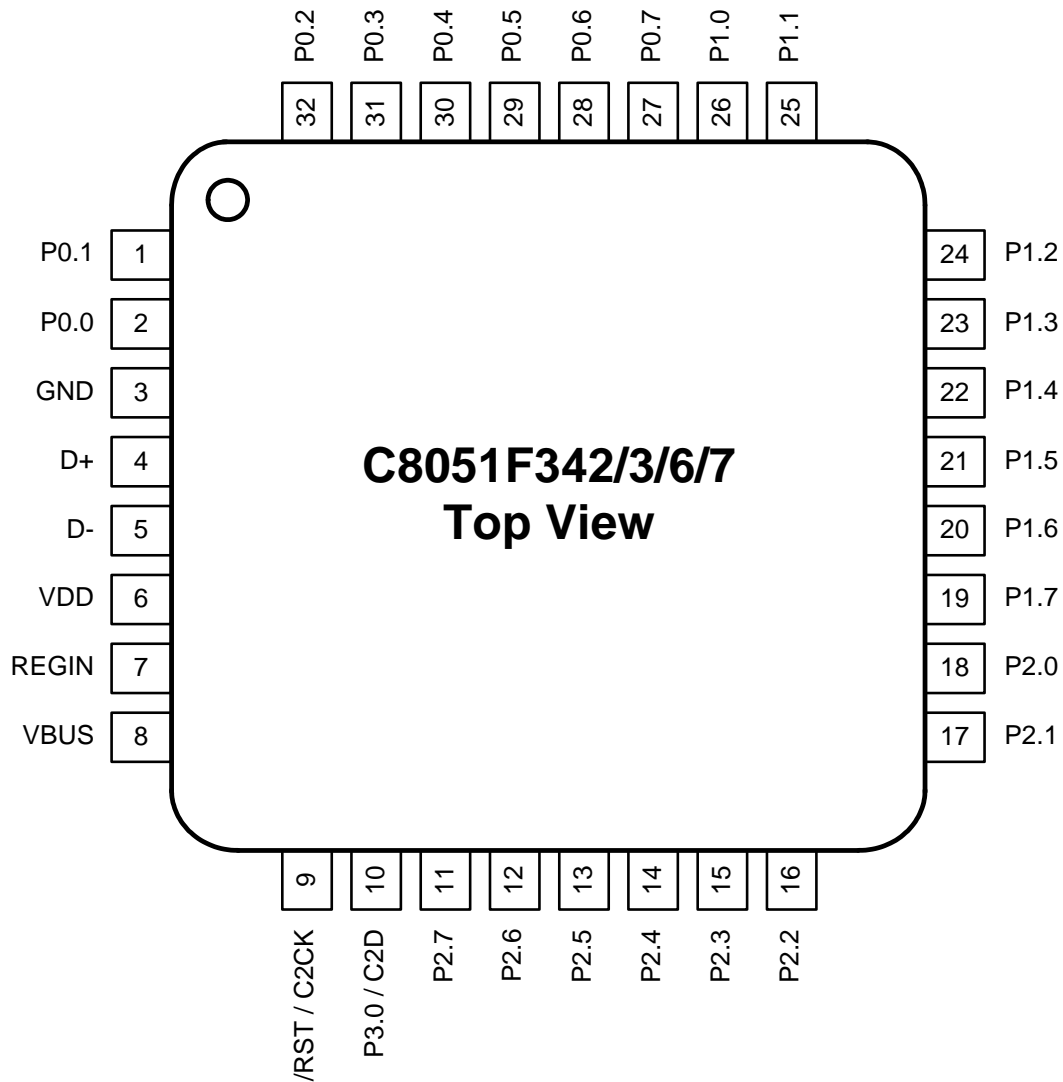 P0.2
P0.3
P0.4
P0.5
P0.6
P0.7
P1.0
P1.1
32
31
30
29
28
27
26
25
P0.1 1
P0.0 2
GND 3
D+ 4
D- 5
VDD 6
REGIN 7
VBUS 8
C8051F342/3/6/7
Top View
24 P1.2
23 P1.3
22 P1.4
21 P1.5
20 P1.6
19 P1.7
18 P2.0
17 P2.1
9
10
11
12
13
14
15
16
/RST / C2CK
P3.0 / C2D
P2.7
P2.6
P2.5
P2.4
P2.3
P2.2